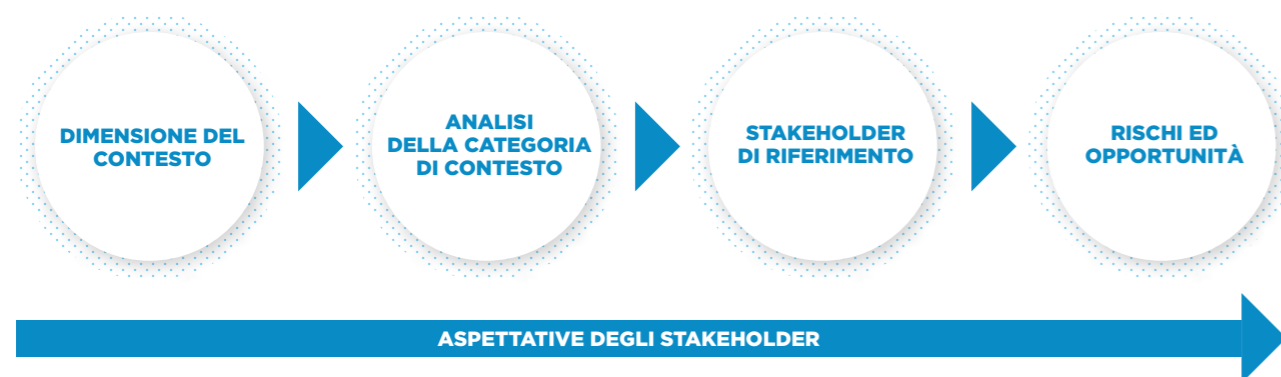 DIMENSIONE DEL
CONTESTO
ANALISI
DELLA CATEGORIA
DI CONTESTO
STAKEHOLDER
DI RIFERIMENTO
RISCHI ED
OPPORTUNITÀ
ASPETTATIVE DEGLI STAKEHOLDER